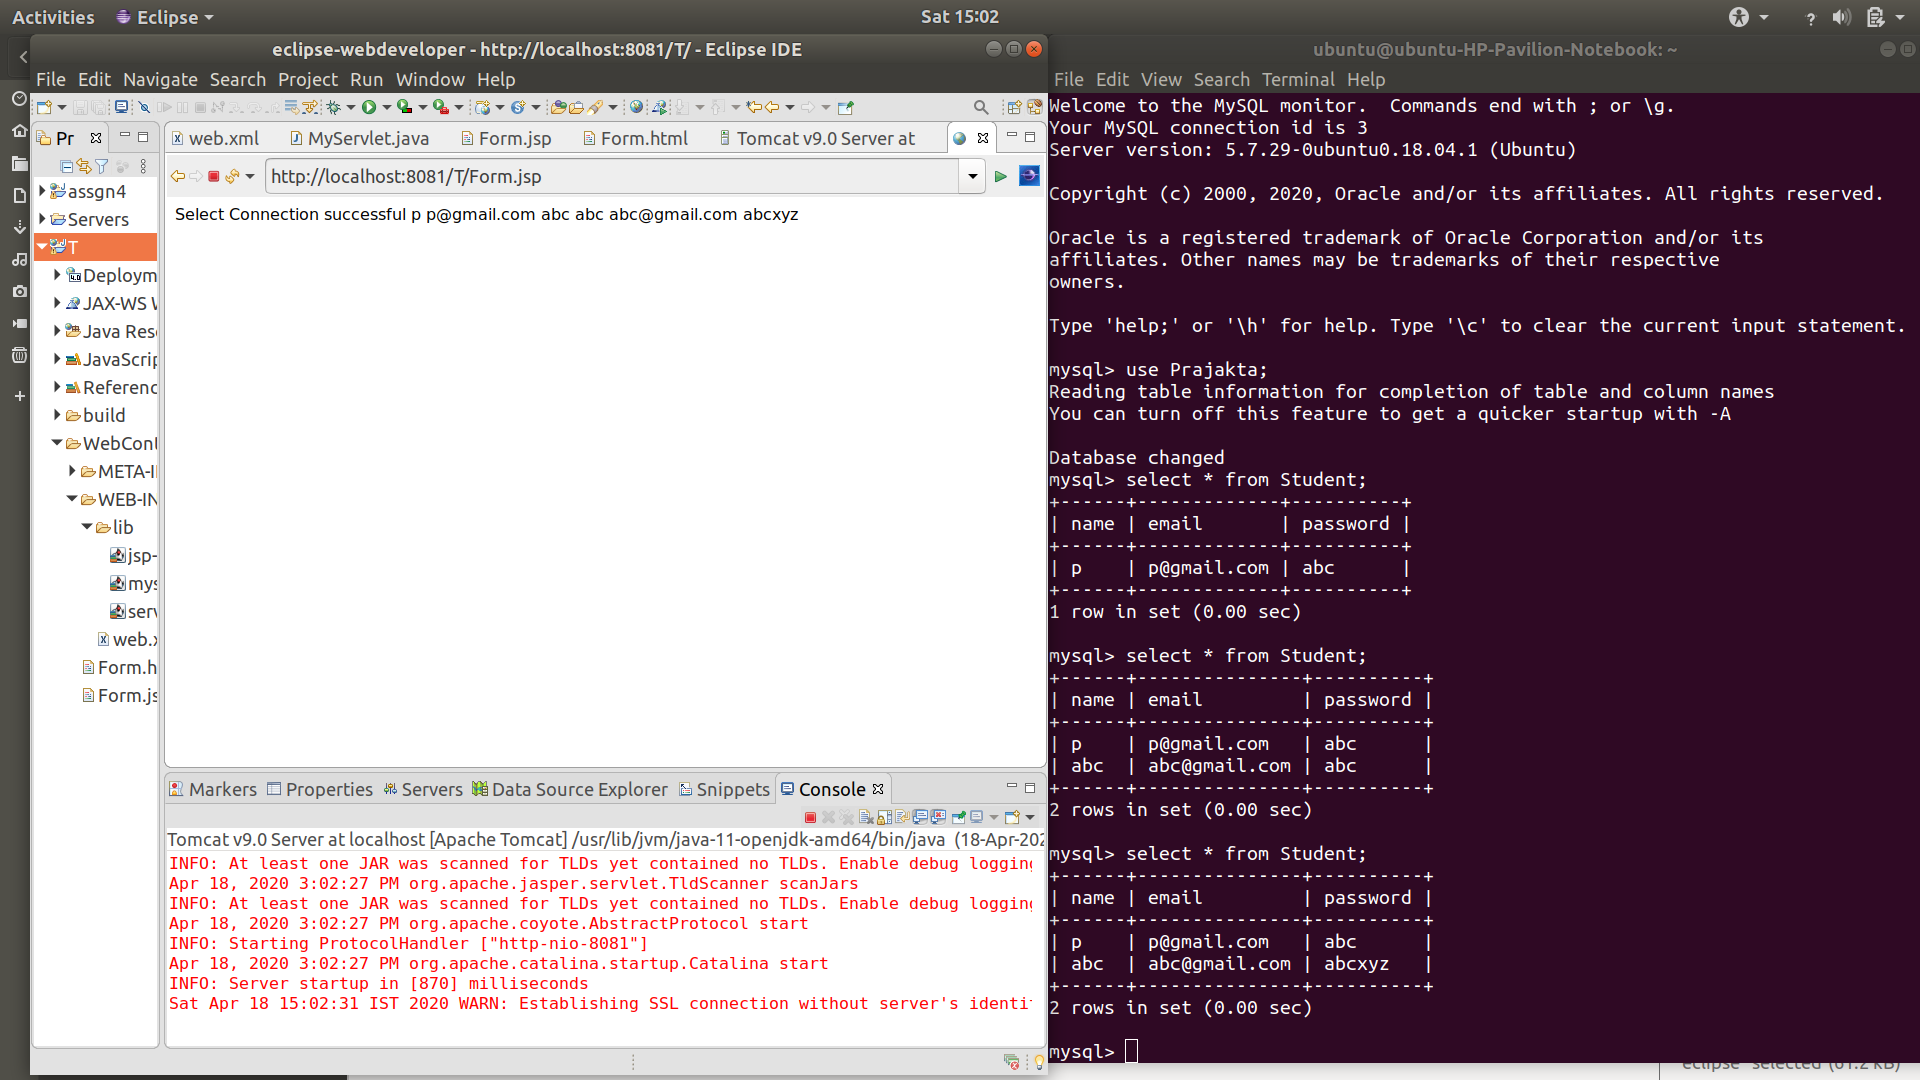 Activities Eclipse Sat 15:02 ?
eclipse-webdeveloper - http://localhost:8081/T/ - Eclipse IDE
File Edit Navigate Search Project Run Window Help
Pr
web.xml MyServlet.java Form.jsp Form.html Tomcat v9.0 Server at
http://localhost:8081/T/Form.jsp
Select Connection successful p p@gmail.com abc abc abc@gmail.com abcxyz
assgn4
Servers
T
Deploym
JAX-WS W
Java Res
JavaScrip
Referenc
build
WebCont
META-I
WEB-IN
lib
jsp-
mys
serv
web.x
Form.h
Form.js
Markers Properties Servers Data Source Explorer Snippets Console
Tomcat v9.0 Server at localhost [Apache Tomcat] /usr/lib/jvm/java-11-openjdk-amd64/bin/java (18-Apr-202
INFO: At least one JAR was scanned for TLDs yet contained no TLDs. Enable debug logging
Apr 18, 2020 3:02:27 PM org.apache.jasper.servlet.TldScanner scanJars
INFO: At least one JAR was scanned for TLDs yet contained no TLDs. Enable debug logging
Apr 18, 2020 3:02:27 PM org.apache.coyote.AbstractProtocol start
INFO: Starting ProtocolHandler ["http-nio-8081"]
Apr 18, 2020 3:02:27 PM org.apache.catalina.startup.Catalina start
INFO: Server startup in [870] milliseconds
Sat Apr 18 15:02:31 IST 2020 WARN: Establishing SSL connection without server's identi
ubuntu@ubuntu-HP-Pavilion-Notebook: ~
File Edit View Search Terminal Help
Welcome to the MySQL monitor.  Commands end with ; or \g.
Your MySQL connection id is 3
Server version: 5.7.29-0ubuntu0.18.04.1 (Ubuntu)
Copyright (c) 2000, 2020, Oracle and/or its affiliates. All rights reserved.
Oracle is a registered trademark of Oracle Corporation and/or its
affiliates. Other names may be trademarks of their respective
owners.
Type 'help;' or '\h' for help. Type '\c' to clear the current input statement.
mysql> use Prajakta;
Reading table information for completion of table and column names
You can turn off this feature to get a quicker startup with -A
Database changed
mysql> select * from Student;
+------+-------------+----------+
| name | email       | password |
+------+-------------+----------+
| p    | p@gmail.com | abc      |
+------+-------------+----------+
1 row in set (0.00 sec)
mysql> select * from Student;
+------+---------------+----------+
| name | email         | password |
+------+---------------+----------+
| p    | p@gmail.com   | abc      |
| abc  | abc@gmail.com | abc      |
+------+---------------+----------+
2 rows in set (0.00 sec)
mysql> select * from Student;
+------+---------------+----------+
| name | email         | password |
+------+---------------+----------+
| p    | p@gmail.com   | abc      |
| abc  | abc@gmail.com | abcxyz   |
+------+---------------+----------+
2 rows in set (0.00 sec)
mysql>
"eclipse" selected (61.2 kB)